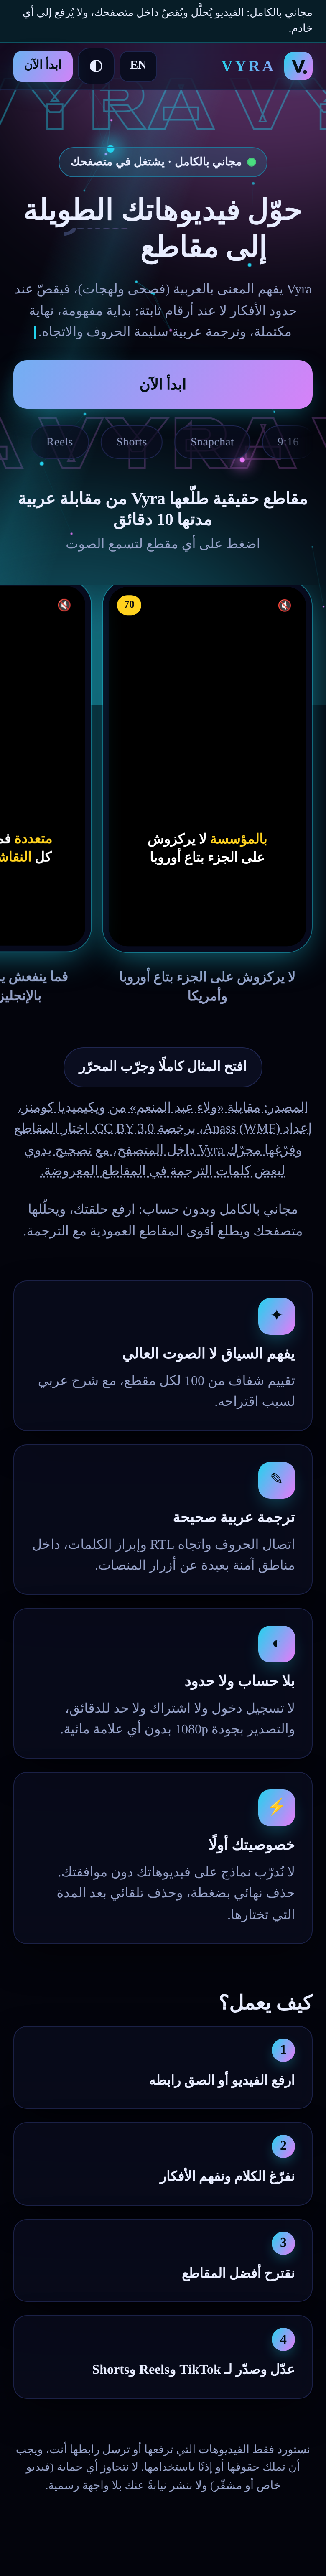 مجاني بالكامل: الفيديو يُحلَّل ويُقصّ داخل متصفحك، ولا يُرفع إلى أي
خادم.
VYRA
EN
ابدأ الآن
مجاني بالكامل · يشتغل في متصفحك
حوّل فيديوهاتك الطويلة
إلى مقاطع
Vyra يفهم المعنى بالعربية (فصحى ولهجات)، فيقصّ عند
حدود الأفكار لا عند أرقام ثابتة: بداية مفهومة، نهاية
مكتملة، وترجمة عربية سليمة الحروف والاتجاه.
ابدأ الآن
9:16
Snapchat
Shorts
Reels
مقاطع حقيقية طلّعها Vyra من مقابلة عربية
مدتها 10 دقائق
اضغط على أي مقطع لتسمع الصوت
70
بالمؤسسة لا يركزوش
على الجزء بتاع أوروبا
متعددة
كل
لا يركزوش على الجزء بتاع أوروبا
وأمريكا
فما ينفعش
افتح المثال كاملًا وجرّب المحرّر
المصدر: مقابلة «ولاء عبد المنعم» من ويكيميديا كومنز،
إعداد Anass (WMF)، برخصة CC BY 3.0. اختار المقاطع
وفرّغها محرّك Vyra داخل المتصفح، مع تصحيح يدوي
لبعض كلمات الترجمة في المقاطع المعروضة.
مجاني بالكامل وبدون حساب: ارفع حلقتك، ويحلّلها
متصفحك ويطلع أقوى المقاطع العمودية مع الترجمة.
يفهم السياق لا الصوت العالي
تقييم شفاف من 100 لكل مقطع، مع شرح عربي
لسبب اقتراحه.
ترجمة عربية صحيحة
اتصال الحروف واتجاه RTL وإبراز الكلمات، داخل
مناطق آمنة بعيدة عن أزرار المنصات.
بلا حساب ولا حدود
لا تسجيل دخول ولا اشتراك ولا حد للدقائق،
والتصدير بجودة 1080p بدون أي علامة مائية.
خصوصيتك أولًا
لا نُدرّب نماذج على فيديوهاتك دون موافقتك.
حذف نهائي بضغطة، وحذف تلقائي بعد المدة
التي تختارها.
كيف يعمل؟
1
ارفع الفيديو أو الصق رابطه
2
نفرّغ الكلام ونفهم الأفكار
3
نقترح أفضل المقاطع
4
عدّل وصدّر لـ TikTok وReels وShorts
نستورد فقط الفيديوهات التي ترفعها أو ترسل رابطها أنت، ويجب
أن تملك حقوقها أو إذنًا باستخدامها. لا نتجاوز أي حماية (فيديو
خاص أو مشفّر) ولا ننشر نيابةً عنك بلا واجهة رسمية.